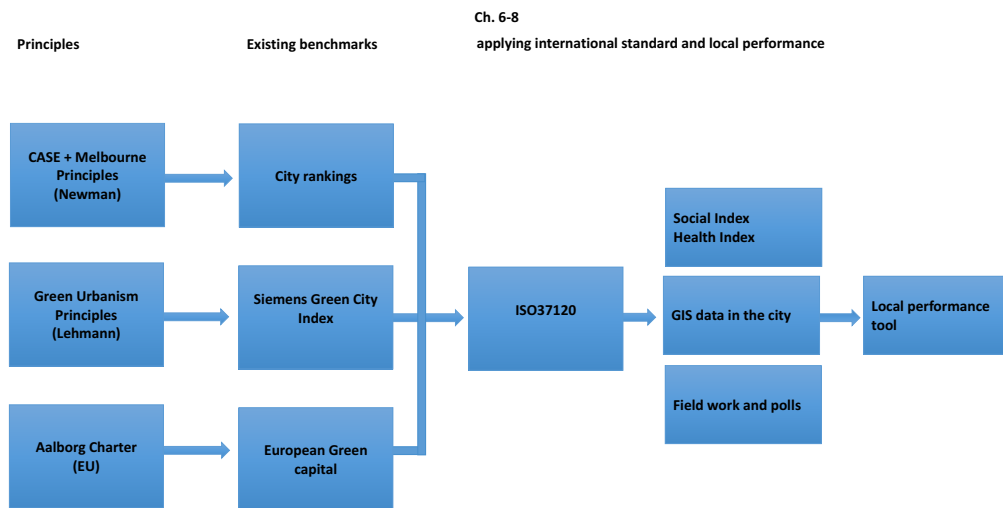 Ch. 6-8
Principles
Existing benchmarks
applying international standard and local performance
CASE + Melbourne
Principles
(Newman)
City rankings
Social Index
Health Index
Green Urbanism
Principles
(Lehmann)
Siemens Green City
Index
ISO37120
GIS data in the city
Local performance
tool
Field work and polls
Aalborg Charter
(EU)
European Green
capital